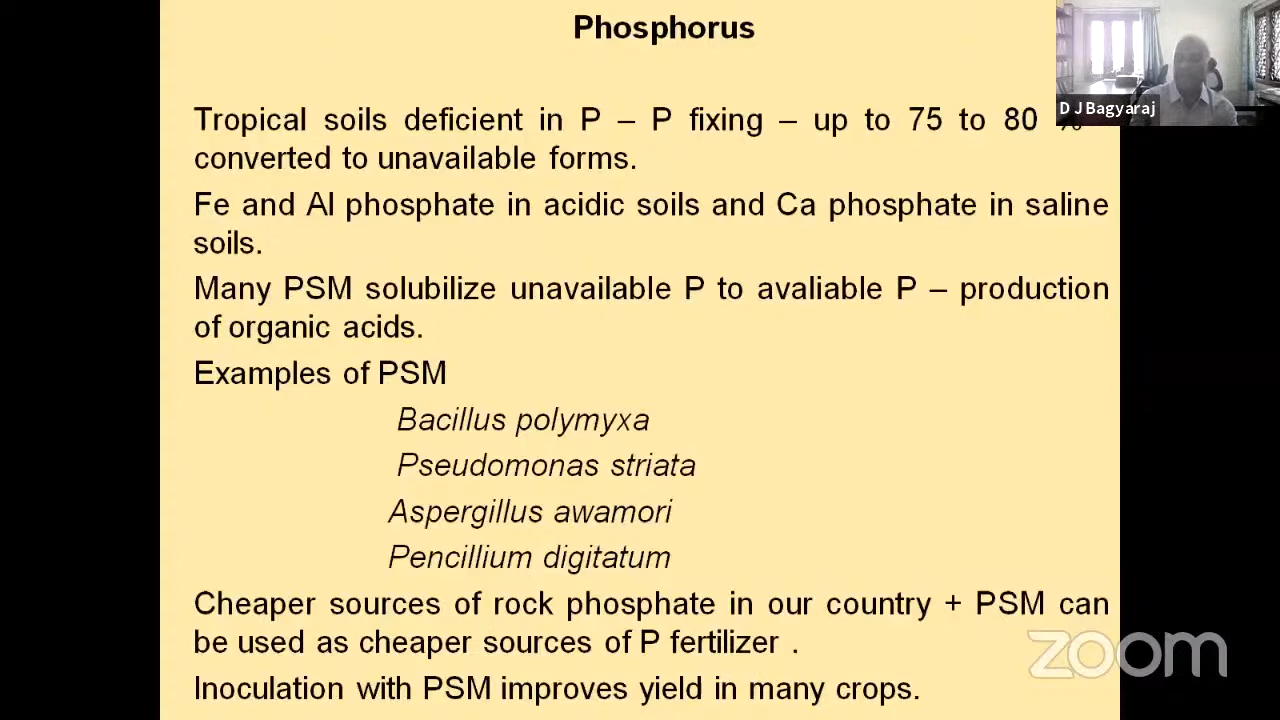 Phosphorus
D J Bagyaraj
Tropical soils deficient in P – P fixing – up to 75 to 80 %
converted to unavailable forms.
Fe and Al phosphate in acidic soils and Ca phosphate in saline
soils.
Many PSM solubilize unavailable P to avaliable P – production
of organic acids.
Examples of PSM
Bacillus polymyxa
Pseudomonas striata
Aspergillus awamori
Pencillium digitatum
Cheaper sources of rock phosphate in our country + PSM can
be used as cheaper sources of P fertilizer .
Inoculation with PSM improves yield in many crops.
zoom